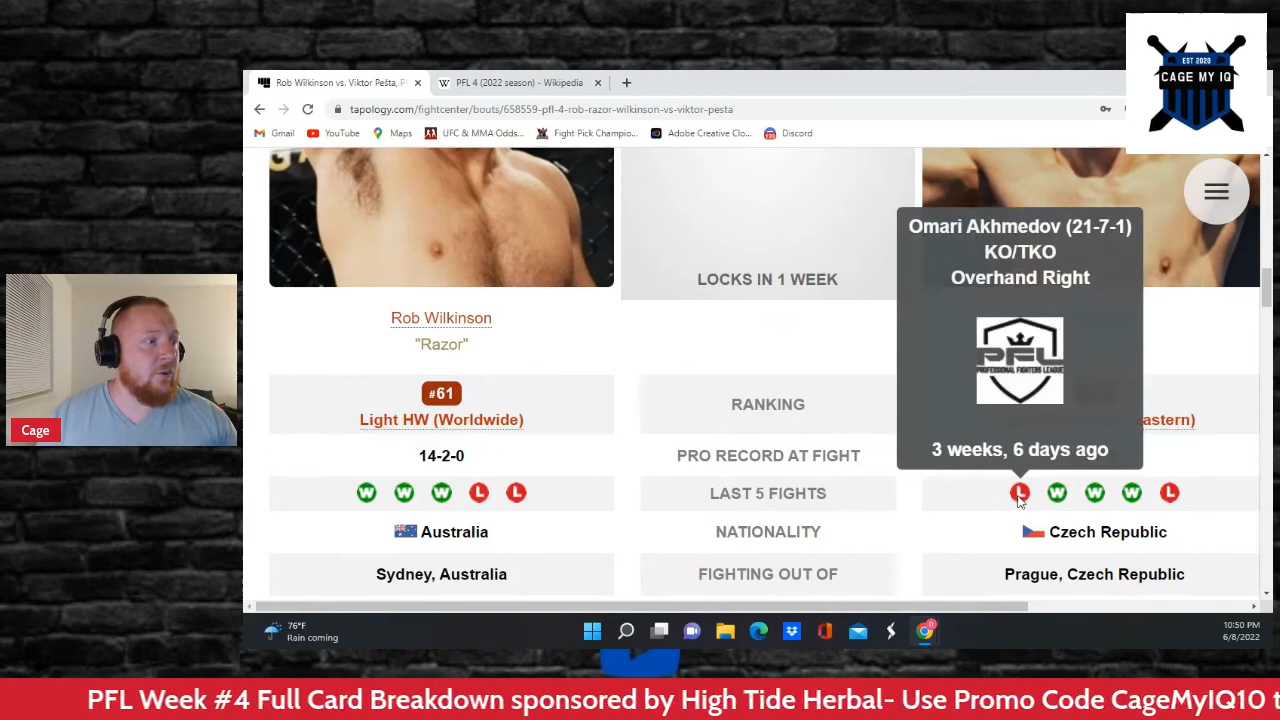 EST 2020
CAGE MY IQ
Rob Wilkinson vs. Viktor Pešta, P
PFL 4 (2022 season) - Wikipedia
tapology.com/fightcenter/bouts/658559-pfl-4-rob-razor-wilkinson-vs-viktor-pesta
Gmail
YouTube
Maps
UFC & MMA Odds...
Fight Pick Champio...
Adobe Creative Clo...
Discord
LOCKS IN 1 WEEK
Omari Akhmedov (21-7-1)
KO/TKO
Overhand Right
PFL
PROFESSIONAL FIGHTERS LEAGUE
3 weeks, 6 days ago
Rob Wilkinson
"Razor"
#61
Light HW (Worldwide)
RANKING
astern)
14-2-0
PRO RECORD AT FIGHT
W W W L L
LAST 5 FIGHTS
L W W W L
Australia
NATIONALITY
Czech Republic
Sydney, Australia
FIGHTING OUT OF
Prague, Czech Republic
Cage
76°F
Rain coming
10:50 PM
6/8/2022
PFL Week #4 Full Card Breakdown sponsored by High Tide Herbal- Use Promo Code CageMyIQ10 t